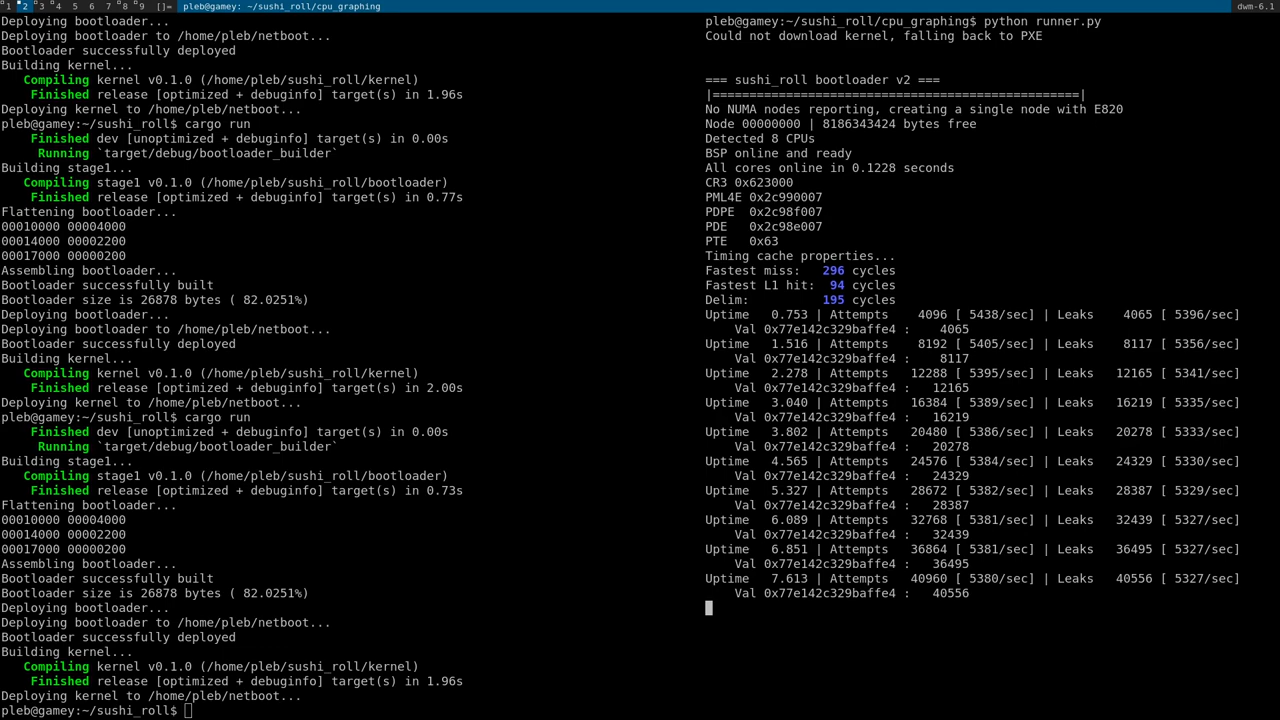 1 2 3 4 5 6 7 8 9 []= pleb@gamey: ~/sushi_roll/cpu_graphing dwm-6.1
Deploying bootloader...
Deploying bootloader to /home/pleb/netboot...
Bootloader successfully deployed
Building kernel...
   Compiling kernel v0.1.0 (/home/pleb/sushi_roll/kernel)
    Finished release [optimized + debuginfo] target(s) in 1.96s
Deploying kernel to /home/pleb/netboot...
pleb@gamey:~/sushi_roll$ cargo run
    Finished dev [unoptimized + debuginfo] target(s) in 0.00s
     Running `target/debug/bootloader_builder`
Building stage1...
   Compiling stage1 v0.1.0 (/home/pleb/sushi_roll/bootloader)
    Finished release [optimized + debuginfo] target(s) in 0.77s
Flattening bootloader...
00010000 00004000
00014000 00002200
00017000 00000200
Assembling bootloader...
Bootloader successfully built
Bootloader size is 26878 bytes ( 82.0251%)
Deploying bootloader...
Deploying bootloader to /home/pleb/netboot...
Bootloader successfully deployed
Building kernel...
   Compiling kernel v0.1.0 (/home/pleb/sushi_roll/kernel)
    Finished release [optimized + debuginfo] target(s) in 2.00s
Deploying kernel to /home/pleb/netboot...
pleb@gamey:~/sushi_roll$ cargo run
    Finished dev [unoptimized + debuginfo] target(s) in 0.00s
     Running `target/debug/bootloader_builder`
Building stage1...
   Compiling stage1 v0.1.0 (/home/pleb/sushi_roll/bootloader)
    Finished release [optimized + debuginfo] target(s) in 0.73s
Flattening bootloader...
00010000 00004000
00014000 00002200
00017000 00000200
Assembling bootloader...
Bootloader successfully built
Bootloader size is 26878 bytes ( 82.0251%)
Deploying bootloader...
Deploying bootloader to /home/pleb/netboot...
Bootloader successfully deployed
Building kernel...
   Compiling kernel v0.1.0 (/home/pleb/sushi_roll/kernel)
    Finished release [optimized + debuginfo] target(s) in 1.96s
Deploying kernel to /home/pleb/netboot...
pleb@gamey:~/sushi_roll$
pleb@gamey:~/sushi_roll/cpu_graphing$ python runner.py
Could not download kernel, falling back to PXE
=== sushi_roll bootloader v2 ===
|==================================================|
No NUMA nodes reporting, creating a single node with E820
Node 00000000 | 8186343424 bytes free
Detected 8 CPUs
BSP online and ready
All cores online in 0.1228 seconds
CR3 0x623000
PML4E 0x2c990007
PDPE  0x2c98f007
PDE   0x2c98e007
PTE   0x63
Timing cache properties...
Fastest miss:   296 cycles
Fastest L1 hit:  94 cycles
Delim:          195 cycles
Uptime   0.753 | Attempts    4096 [ 5438/sec] | Leaks    4065 [ 5396/sec]
    Val 0x77e142c329baffe4 :    4065
Uptime   1.516 | Attempts    8192 [ 5405/sec] | Leaks    8117 [ 5356/sec]
    Val 0x77e142c329baffe4 :    8117
Uptime   2.278 | Attempts   12288 [ 5395/sec] | Leaks   12165 [ 5341/sec]
    Val 0x77e142c329baffe4 :   12165
Uptime   3.040 | Attempts   16384 [ 5389/sec] | Leaks   16219 [ 5335/sec]
    Val 0x77e142c329baffe4 :   16219
Uptime   3.802 | Attempts   20480 [ 5386/sec] | Leaks   20278 [ 5333/sec]
    Val 0x77e142c329baffe4 :   20278
Uptime   4.565 | Attempts   24576 [ 5384/sec] | Leaks   24329 [ 5330/sec]
    Val 0x77e142c329baffe4 :   24329
Uptime   5.327 | Attempts   28672 [ 5382/sec] | Leaks   28387 [ 5329/sec]
    Val 0x77e142c329baffe4 :   28387
Uptime   6.089 | Attempts   32768 [ 5381/sec] | Leaks   32439 [ 5327/sec]
    Val 0x77e142c329baffe4 :   32439
Uptime   6.851 | Attempts   36864 [ 5381/sec] | Leaks   36495 [ 5327/sec]
    Val 0x77e142c329baffe4 :   36495
Uptime   7.613 | Attempts   40960 [ 5380/sec] | Leaks   40556 [ 5327/sec]
    Val 0x77e142c329baffe4 :   40556